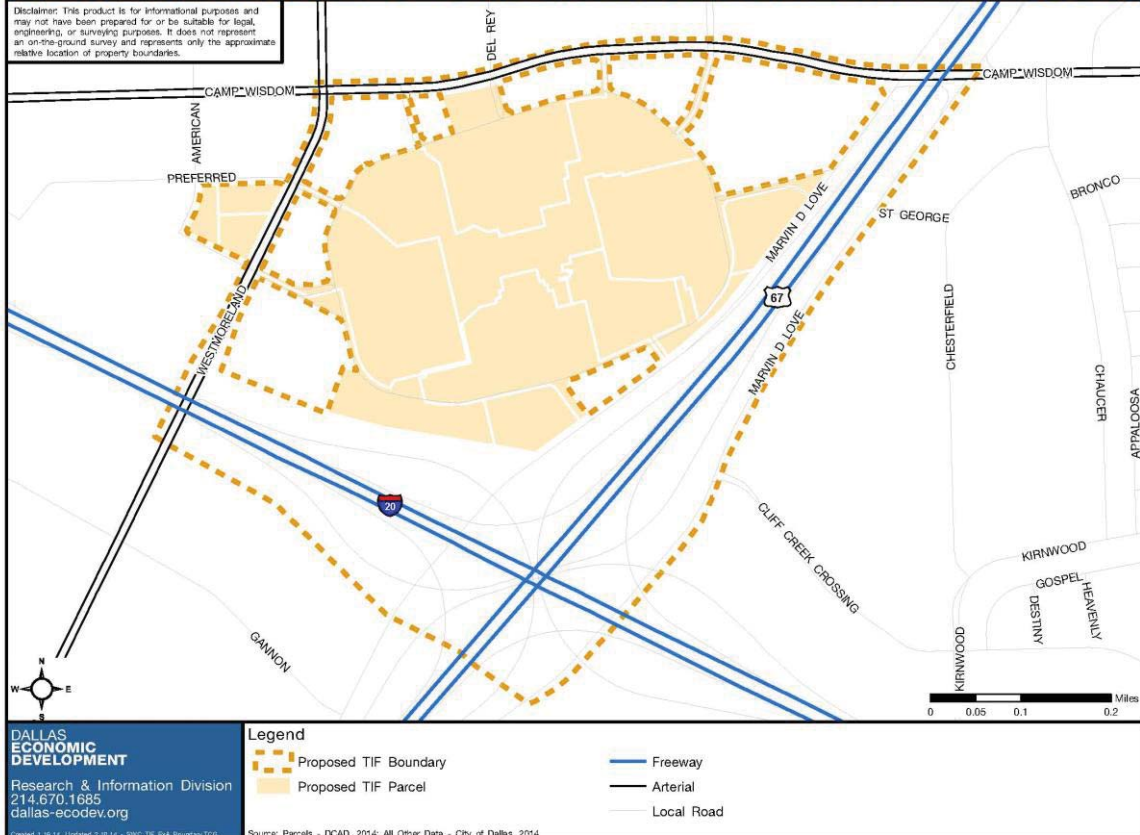 Disclaimer: This product is for informational purposes and
may not have been prepared for or be suitable for legal,
engineering, or surveying purposes. It does not represent
an on-the-ground survey and represents only the approximate
relative location of property boundaries.
DEL REY
CAMP WISDOM
CAMP WISDOM
AMERICAN
PREFERRED
BRONCO
MARVIN D LOVE
ST GEORGE
67
WESTMORELAND
CHESTERFIELD
MARVIN D LOVE
CHAUCER
APPALOOSA
20
CLIFF CREEK CROSSING
KIRNWOOD
GOSPEL
HEAVENLY
DESTINY
GANNON
KIRNWOOD
N
W E
S
Miles
0 0.05 0.1 0.2
DALLAS
ECONOMIC
DEVELOPMENT
Research & Information Division
214.670.1685
dallas-ecodev.org
Legend
Proposed TIF Boundary
Proposed TIF Parcel
Freeway
Arterial
Local Road
Source: Parcels - DCAD, 2014; All Other Data - City of Dallas, 2014